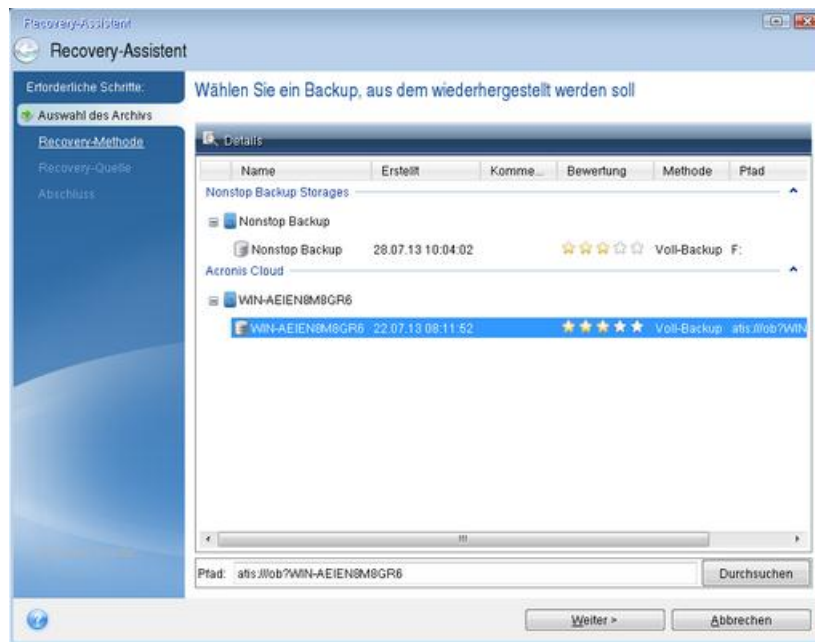 Recovery-Assistent
Recovery-Assistent
Erforderliche Schritte:
Auswahl des Archivs
Recovery-Methode
Recovery-Quelle
Abschluss
Wählen Sie ein Backup, aus dem wiederhergestellt werden soll
Details
Name Erstellt Komme... Bewertung Methode Pfad
Nonstop Backup Storages
Nonstop Backup
Nonstop Backup 28.07.13 10:04:02 Voll-Backup F:
Acronis Cloud
WIN-AEIEN8M8GR6
WIN-AEIEN8M8GR6 22.07.13 08:11:52 Voll-Backup atis:///ob?WIN
Pfad: atis:///ob?WIN-AEIEN8M8GR6 Durchsuchen
Weiter > Abbrechen